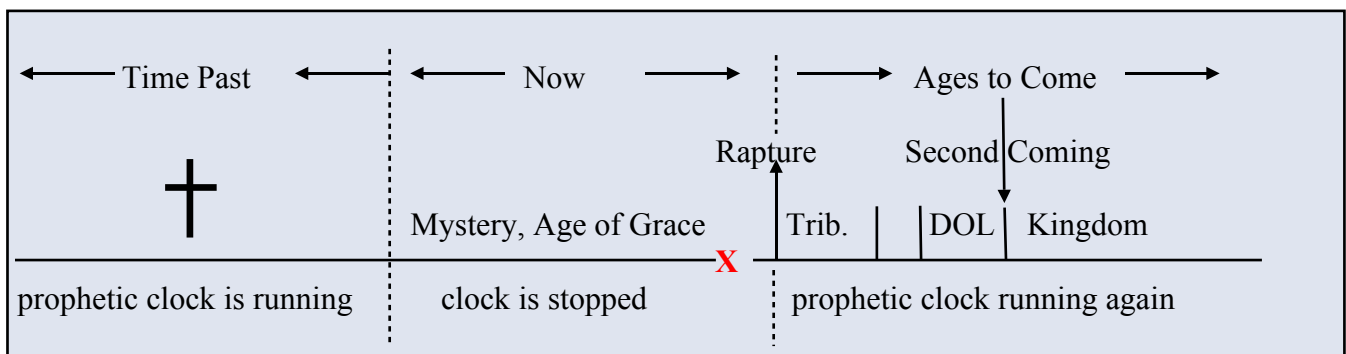 Time Past Now Ages to Come
Rapture Second Coming
Mystery, Age of Grace Trib. DOL Kingdom
X
prophetic clock is running clock is stopped prophetic clock running again